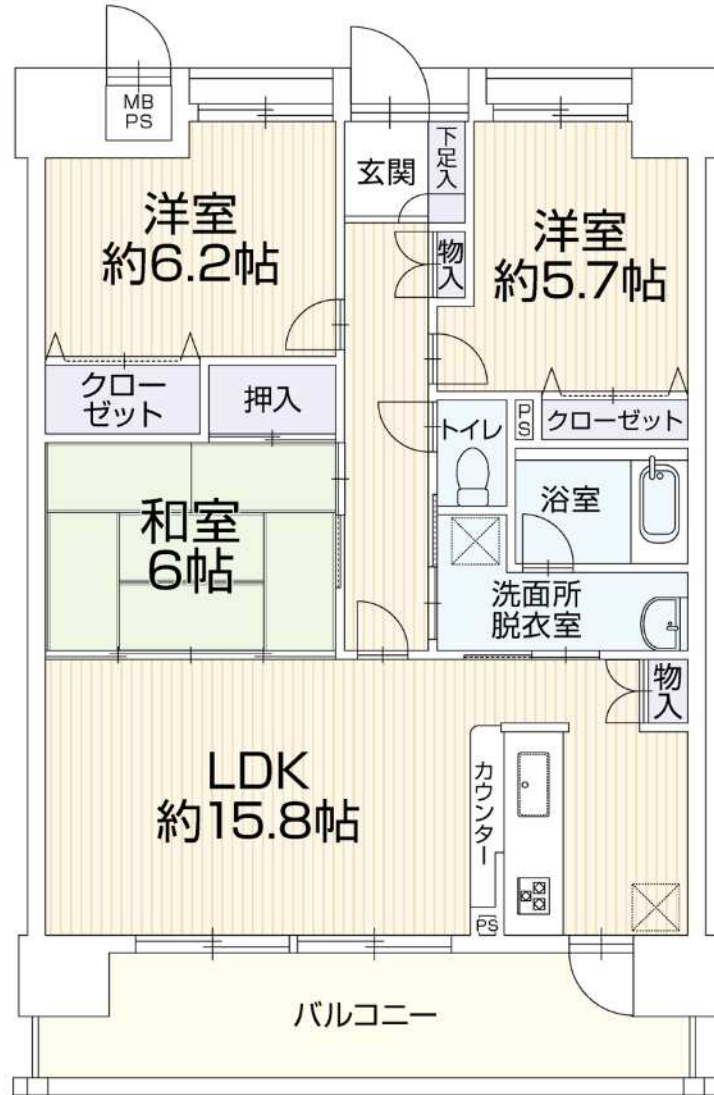 MB
PS
洋室
約6.2帖
玄関
下足入
物入
洋室
約5.7帖
クロー
ゼット
押入
トイレ
PS
クローゼット
和室
6帖
浴室
洗面所
脱衣室
物入
LDK
約15.8帖
カウンター
PS
バルコニー